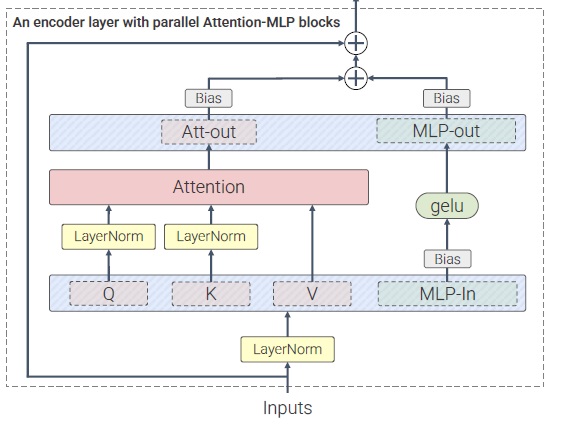 An encoder layer with parallel Attention-MLP blocks
Bias Bias
Att-out MLP-out
Attention
gelu
LayerNorm LayerNorm
Bias
Q K V MLP-In
LayerNorm
Inputs